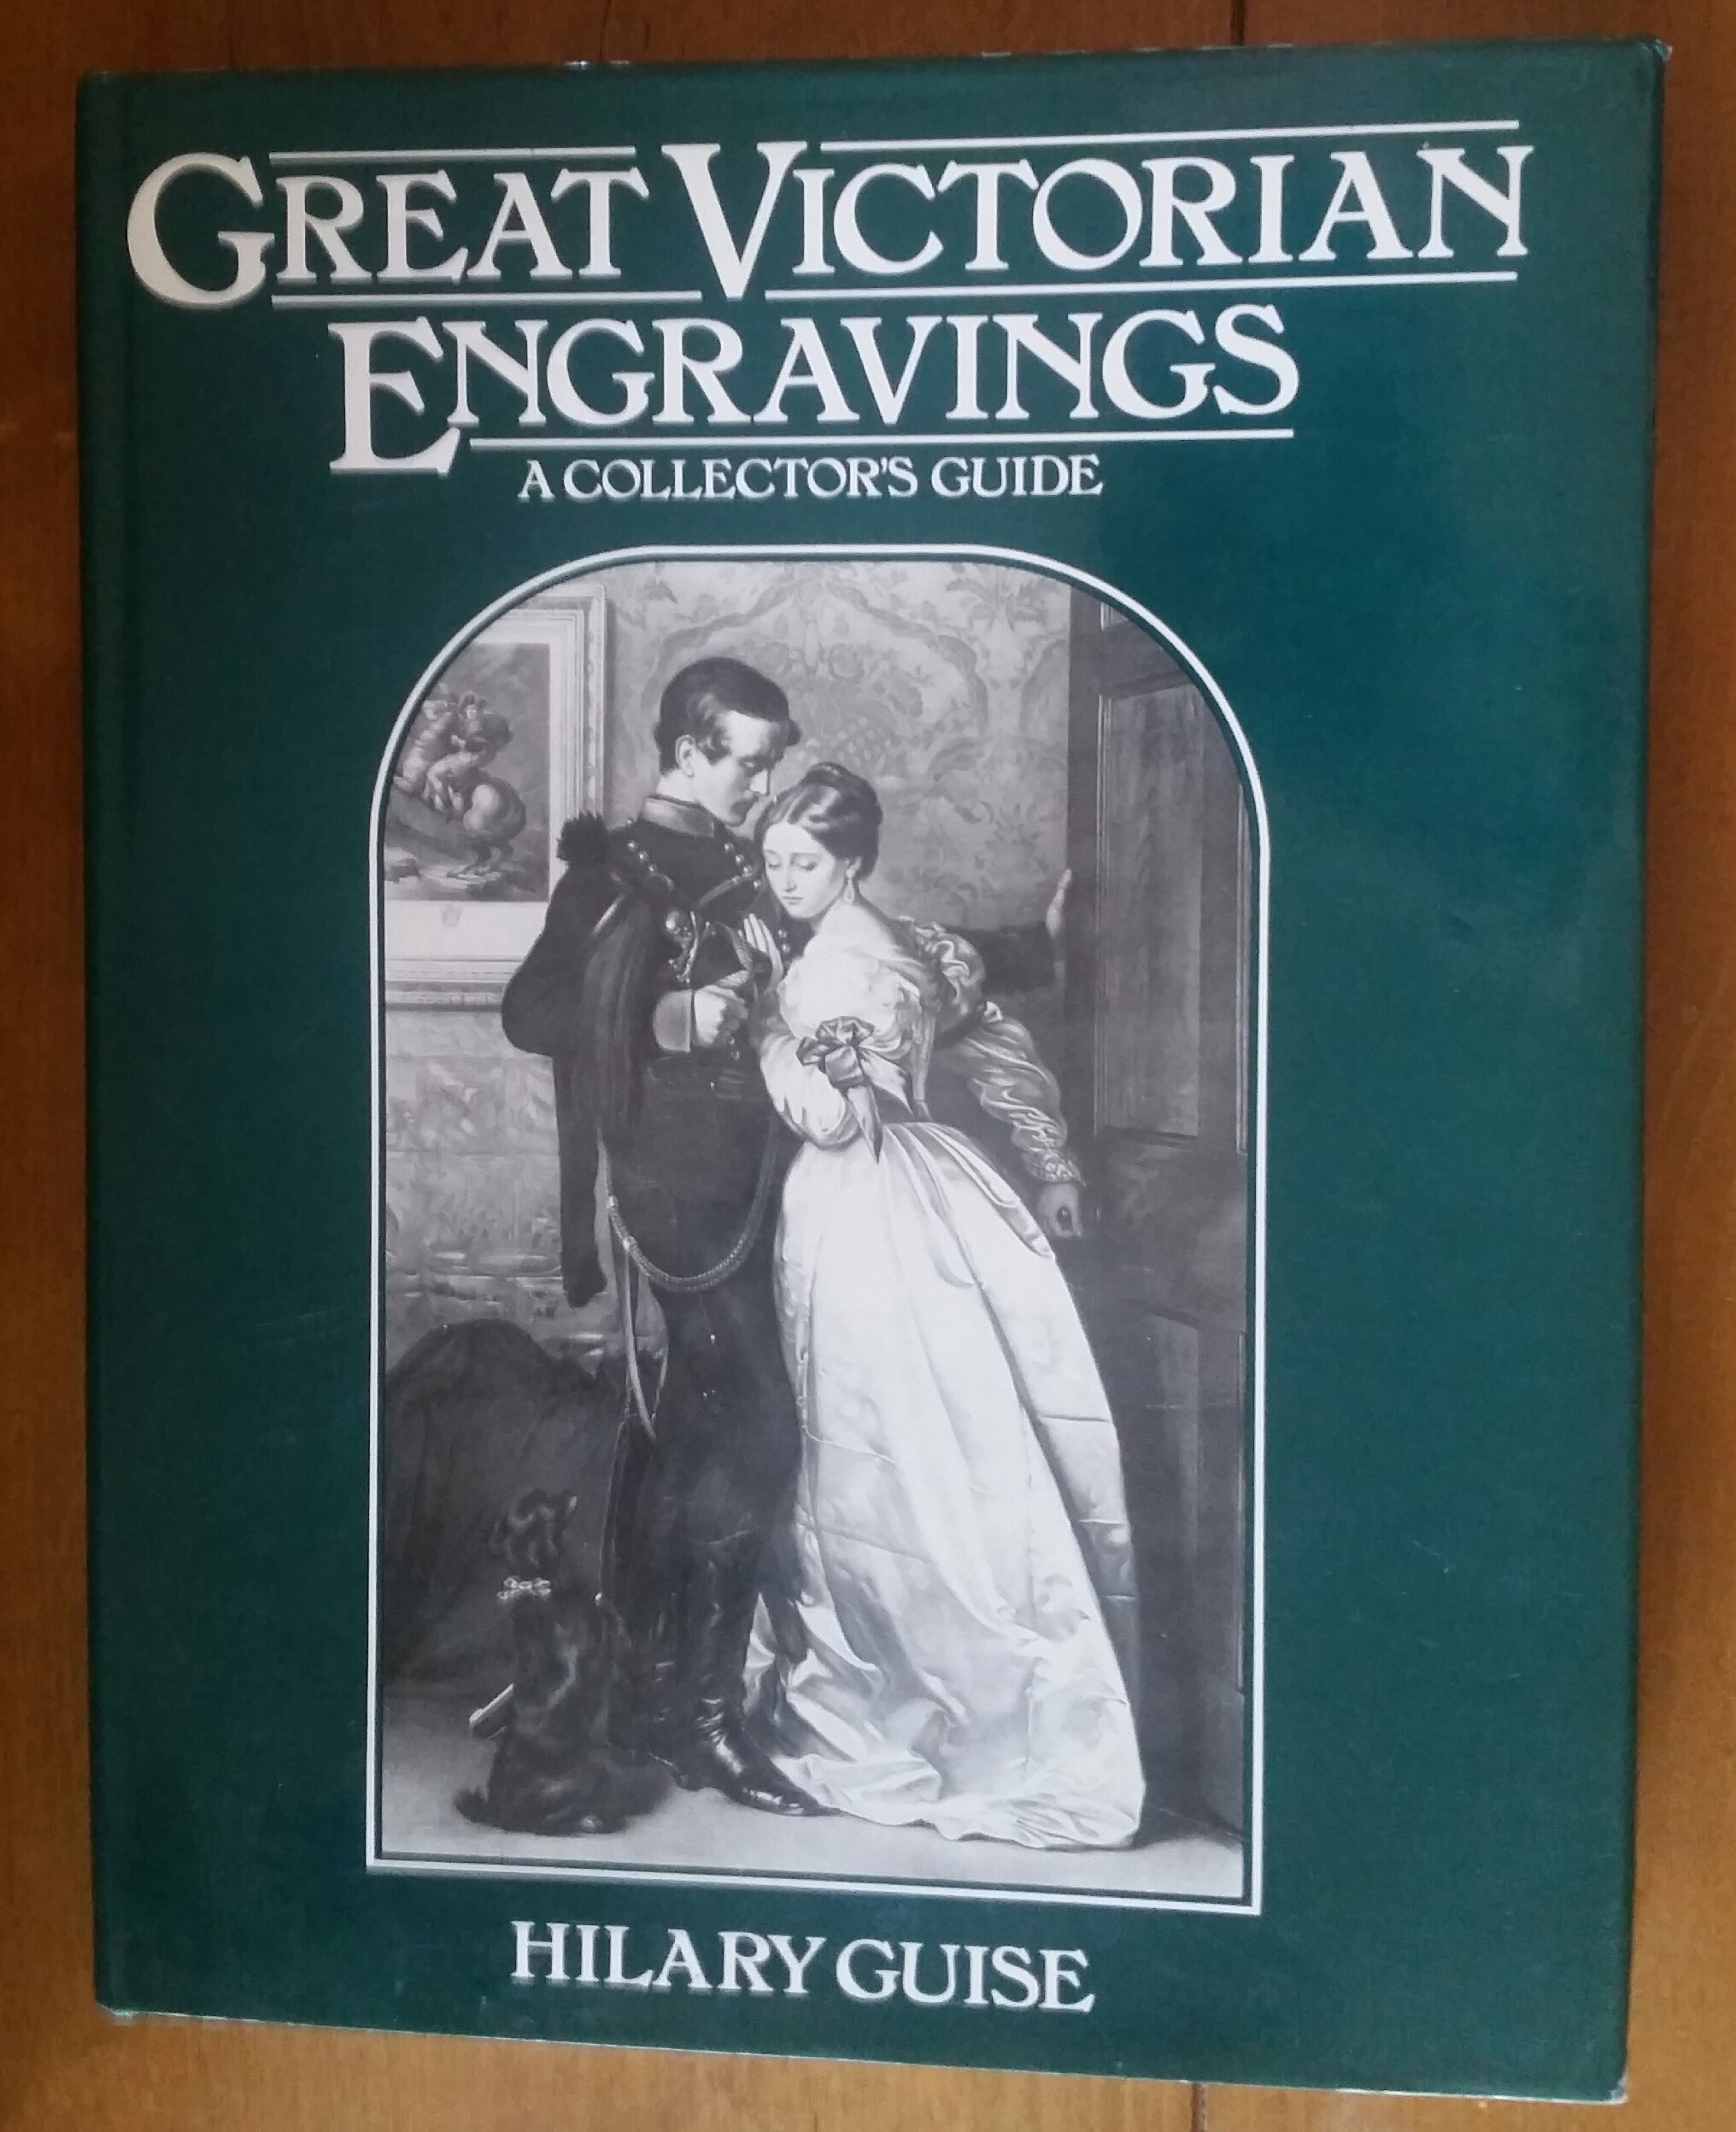 GREAT VICTORIAN
ENGRAVINGS
A COLLECTOR'S GUIDE
HILARY GUISE